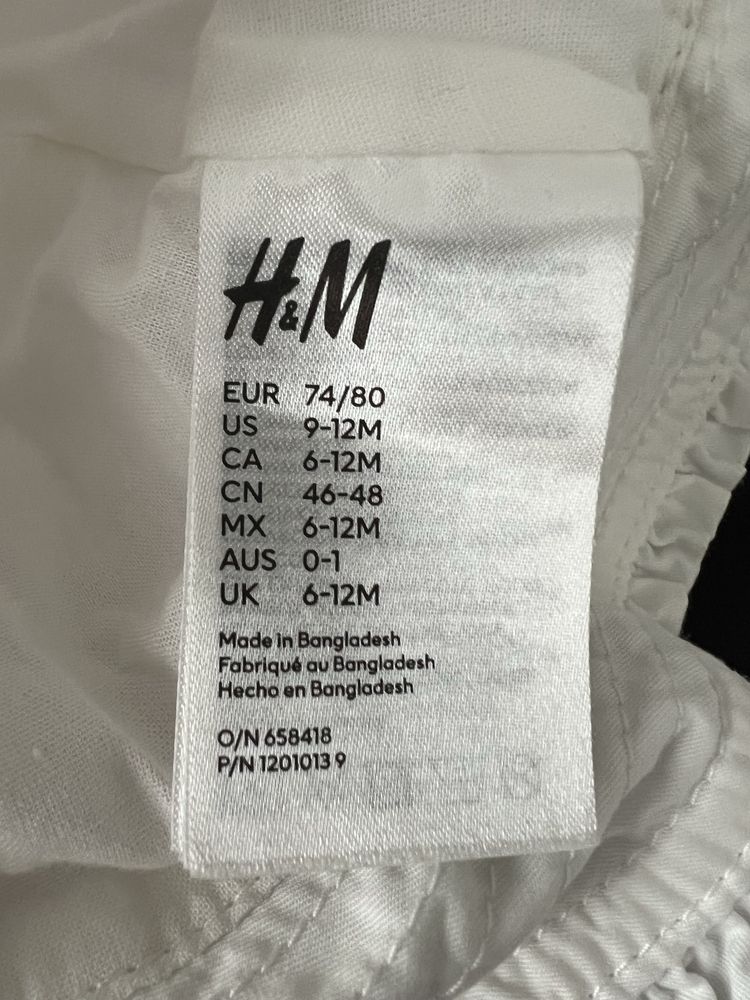 H&M
EUR 74/80
US 9-12M
CA 6-12M
CN 46-48
MX 6-12M
AUS 0-1
UK 6-12M
Made in Bangladesh
Fabriqué au Bangladesh
Hecho en Bangladesh
O/N 658418
P/N 1201013 9